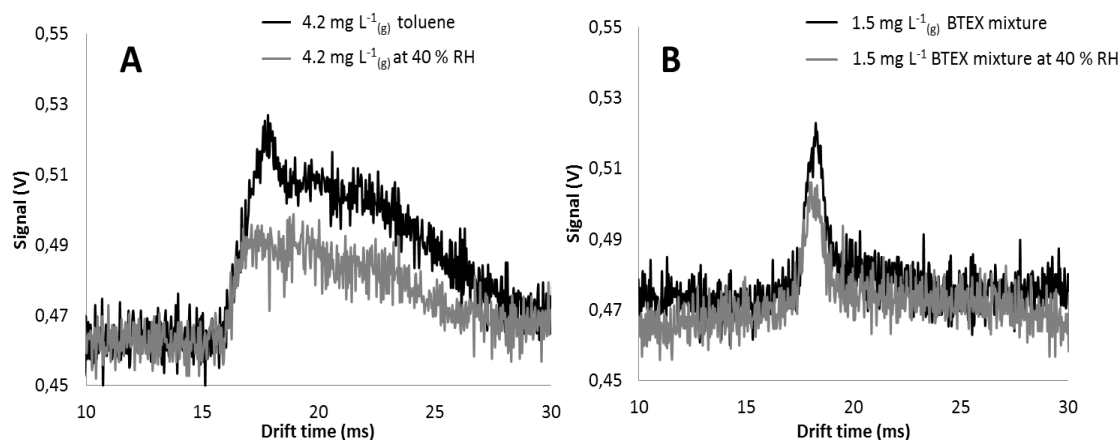 4.2 mg L⁻¹(g) toluene
4.2 mg L⁻¹(g) at 40 % RH
A
0,55
0,53
0,51
0,49
0,47
0,45
Signal (V)
10 15 20 25 30
Drift time (ms)
1.5 mg L⁻¹(g) BTEX mixture
1.5 mg L⁻¹ BTEX mixture at 40 % RH
B
0,55
0,53
0,51
0,49
0,47
0,45
Signal (V)
10 15 20 25 30
Drift time (ms)